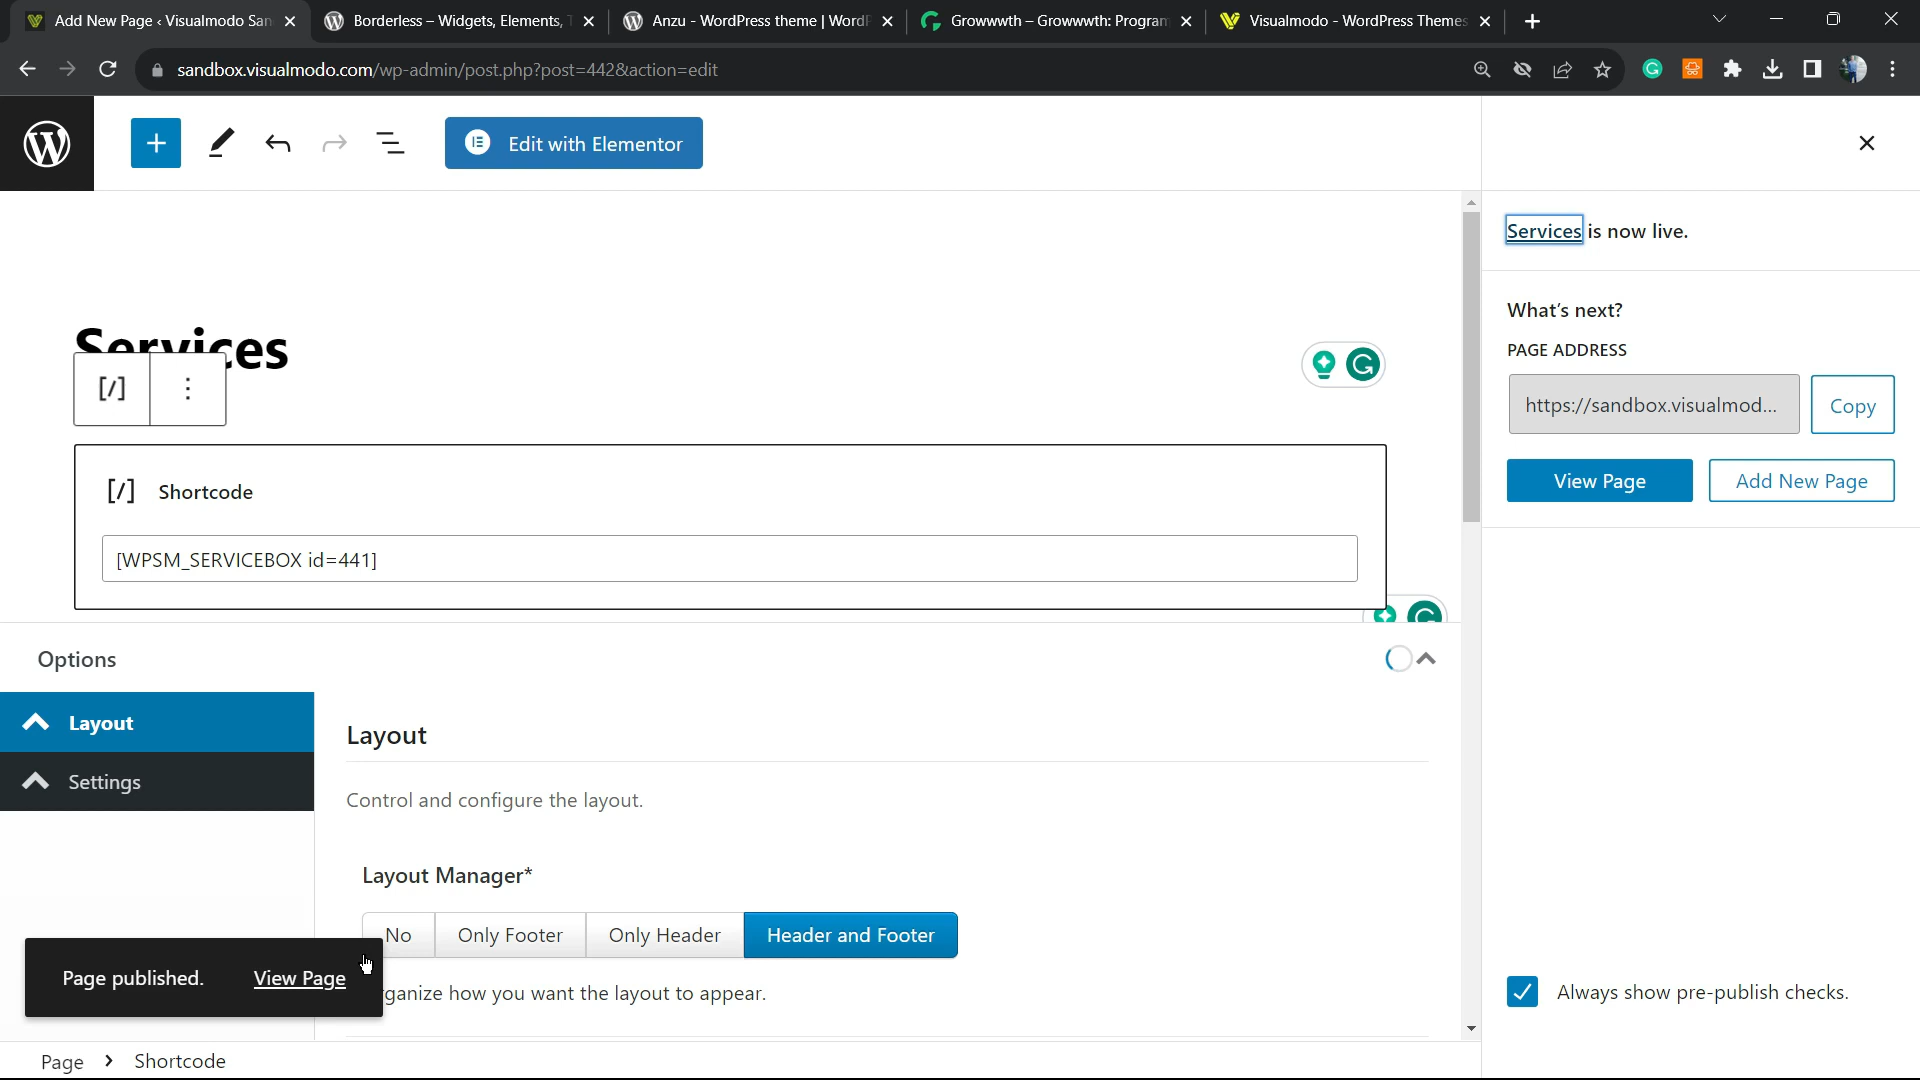 Add New Page ‹ Visualmodo San
Borderless – Widgets, Elements, T
Anzu - WordPress theme | WordP
Growwwth – Growwwth: Program
Visualmodo - WordPress Themes
sandbox.visualmodo.com/wp-admin/post.php?post=442&action=edit
Edit with Elementor
Services
[/] Shortcode
[WPSM_SERVICEBOX id=441]
Options
Layout
Settings
Layout
Control and configure the layout.
Layout Manager*
No
Only Footer
Only Header
Header and Footer
ganize how you want the layout to appear.
Page published.
View Page
Page
Shortcode
Services is now live.
What's next?
PAGE ADDRESS
https://sandbox.visualmod...
Copy
View Page
Add New Page
Always show pre-publish checks.